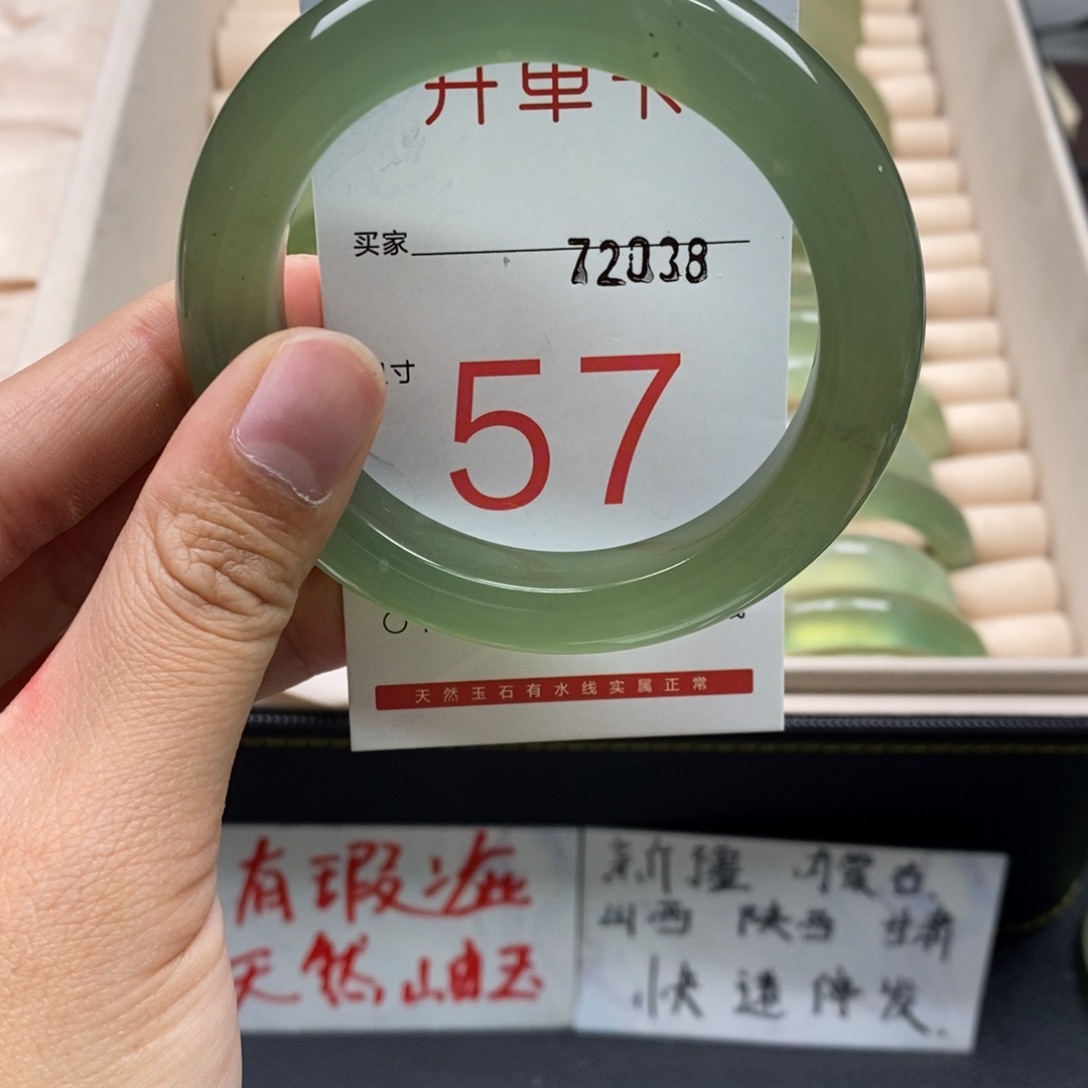 开单卡
买家 72038
寸
57
天然玉石有水线实属正常
有瑕疵
天然岫玉
新疆 内蒙古
山西 陕西 甘肃
快递停发